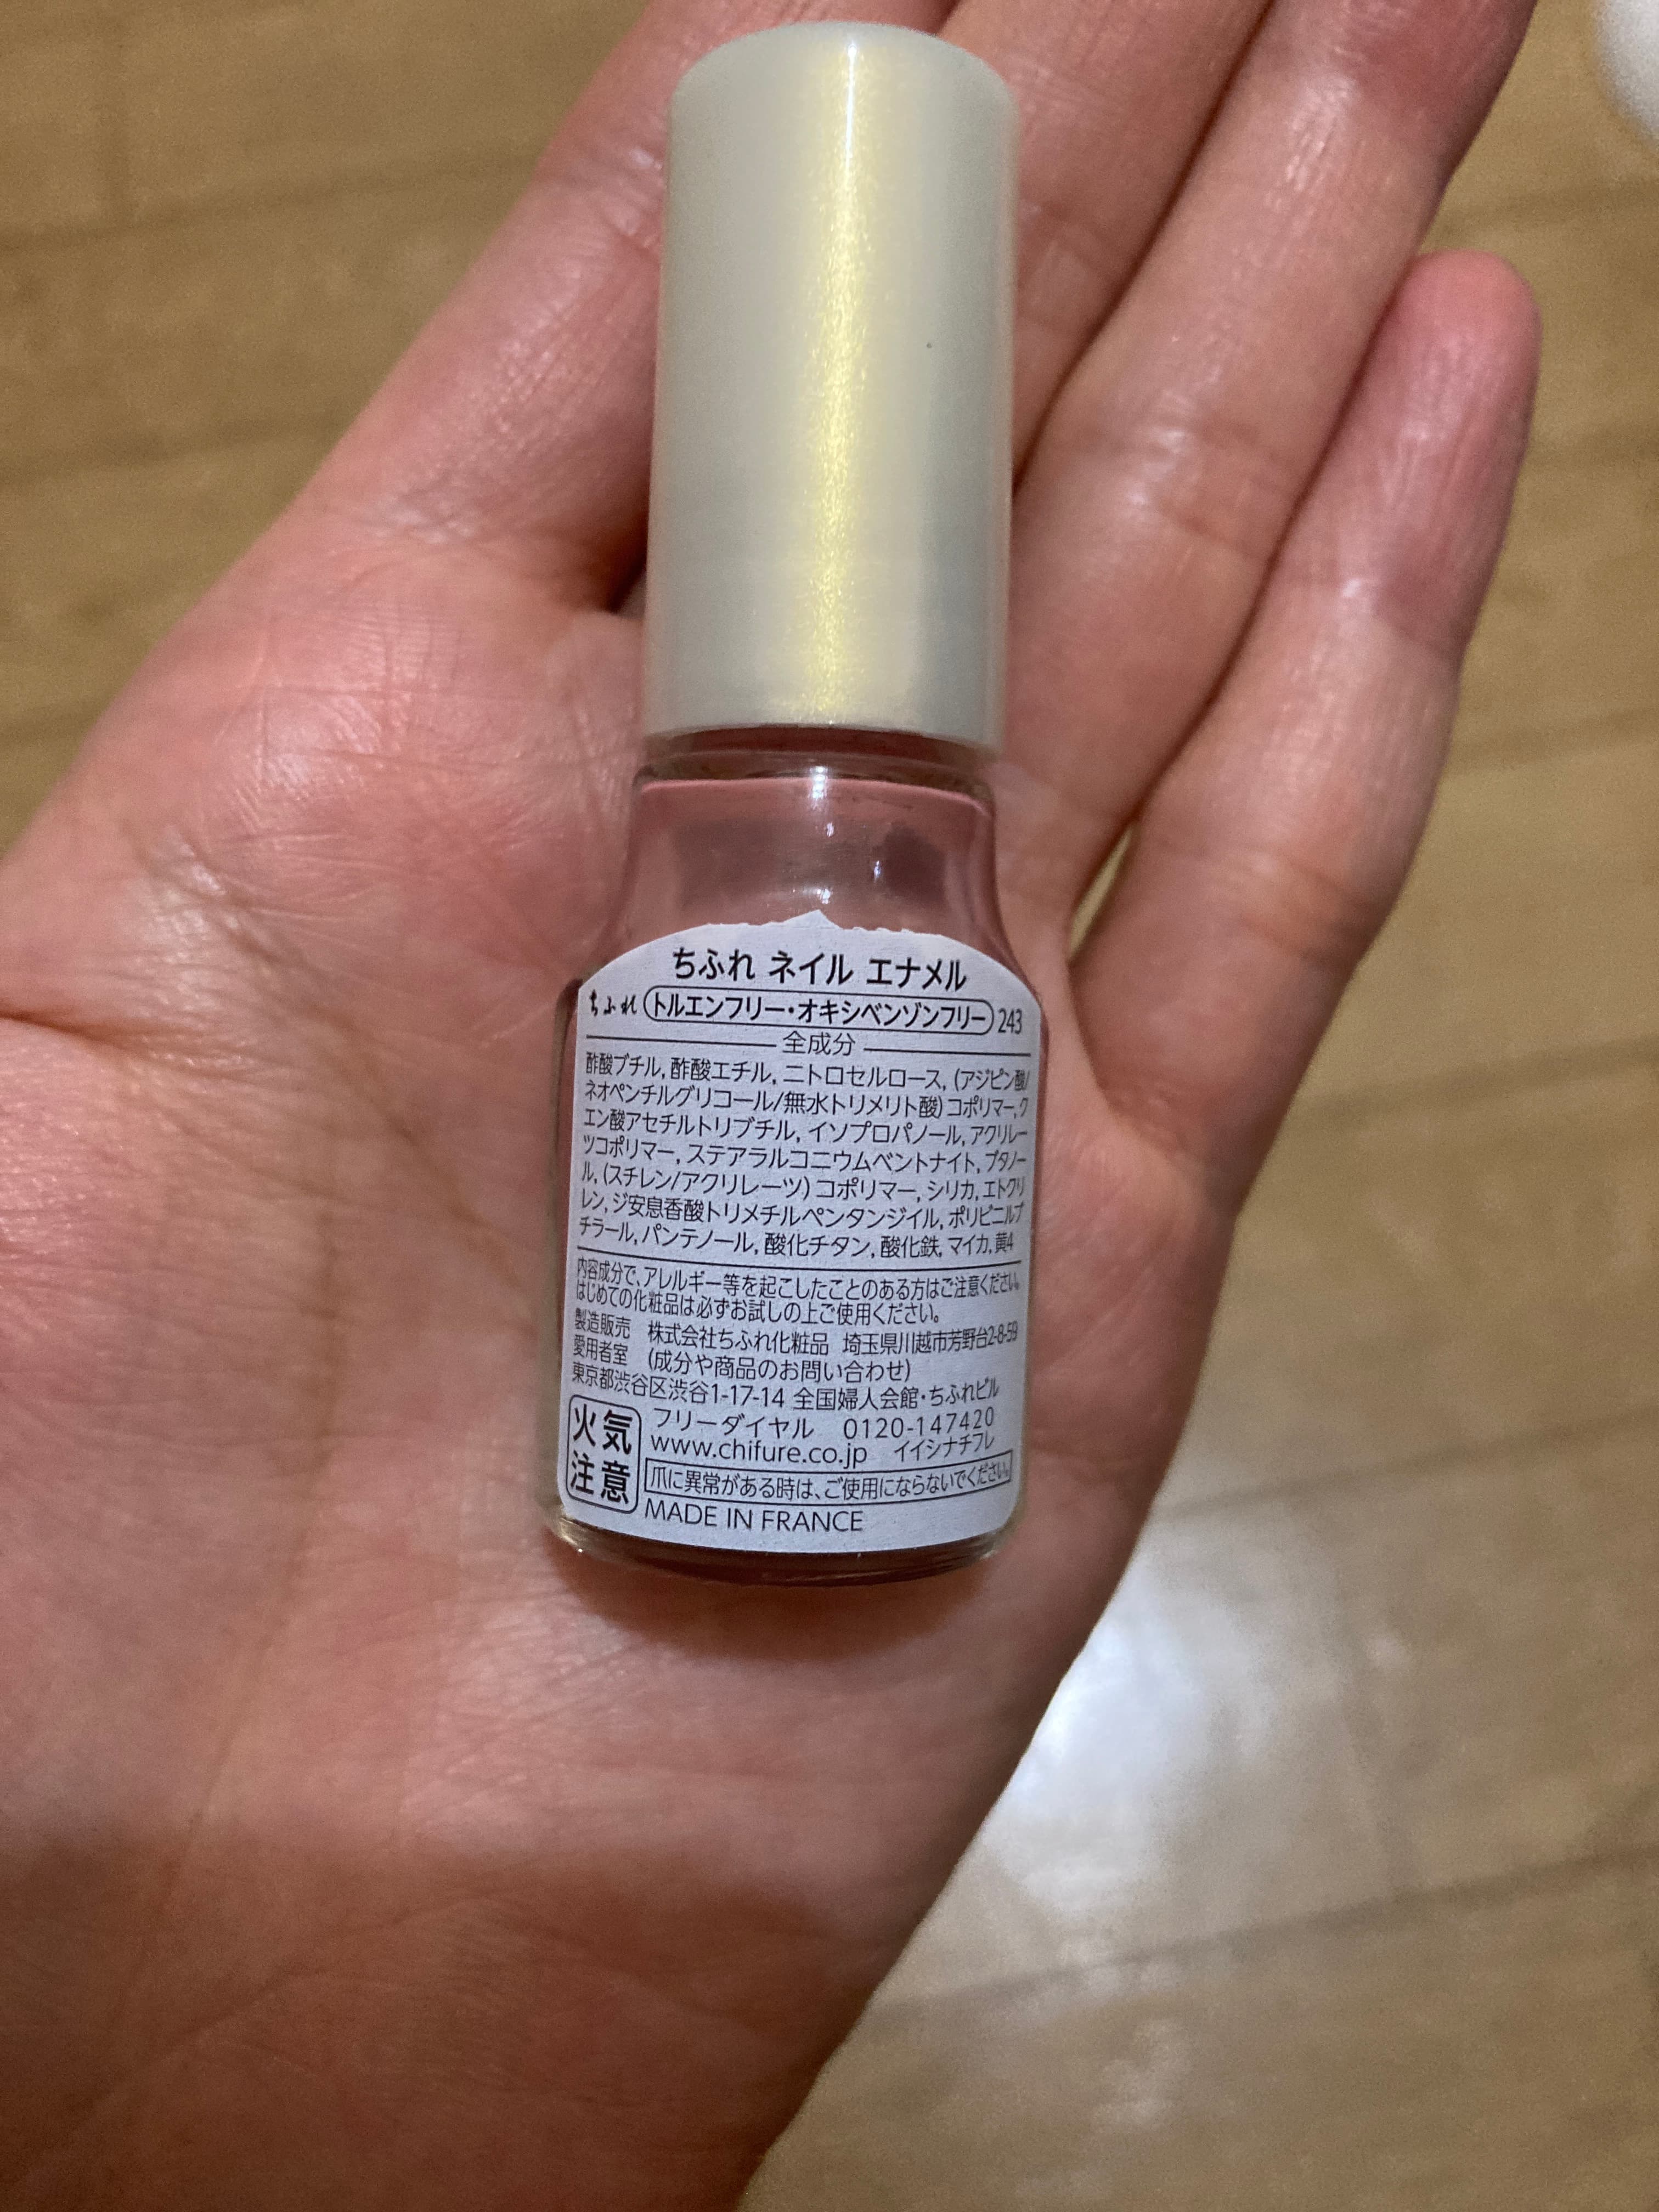 ちふれ ネイル エナメル
ちふれ トルエンフリー・オキシベンゾンフリー 243
全成分
酢酸ブチル, 酢酸エチル, ニトロセルロース, (アジピン酸/
ネオペンチルグリコール/無水トリメリト酸) コポリマー, ク
エン酸アセチルトリブチル, イソプロパノール, アクリレー
ツコポリマー, ステアラルコニウムベントナイト, ブタノー
ル, (スチレン/アクリレーツ) コポリマー, シリカ, エトクリ
レン, ジ安息香酸トリメチルペンタンジイル, ポリビニルブ
チラール, パンテノール, 酸化チタン, 酸化鉄, マイカ, 黄4
内容成分で、アレルギー等を起こしたことのある方はご注意ください。
はじめての化粧品は必ずお試しの上ご使用ください。
製造販売 株式会社ちふれ化粧品 埼玉県川越市芳野台2-8-59
愛用者室 (成分や商品のお問い合わせ)
東京都渋谷区渋谷1-17-14 全国婦人会館・ちふれビル
火気
注意
フリーダイヤル 0120-147420
www.chifure.co.jp イイシナチフレ
爪に異常がある時は、ご使用にならないでください。
MADE IN FRANCE